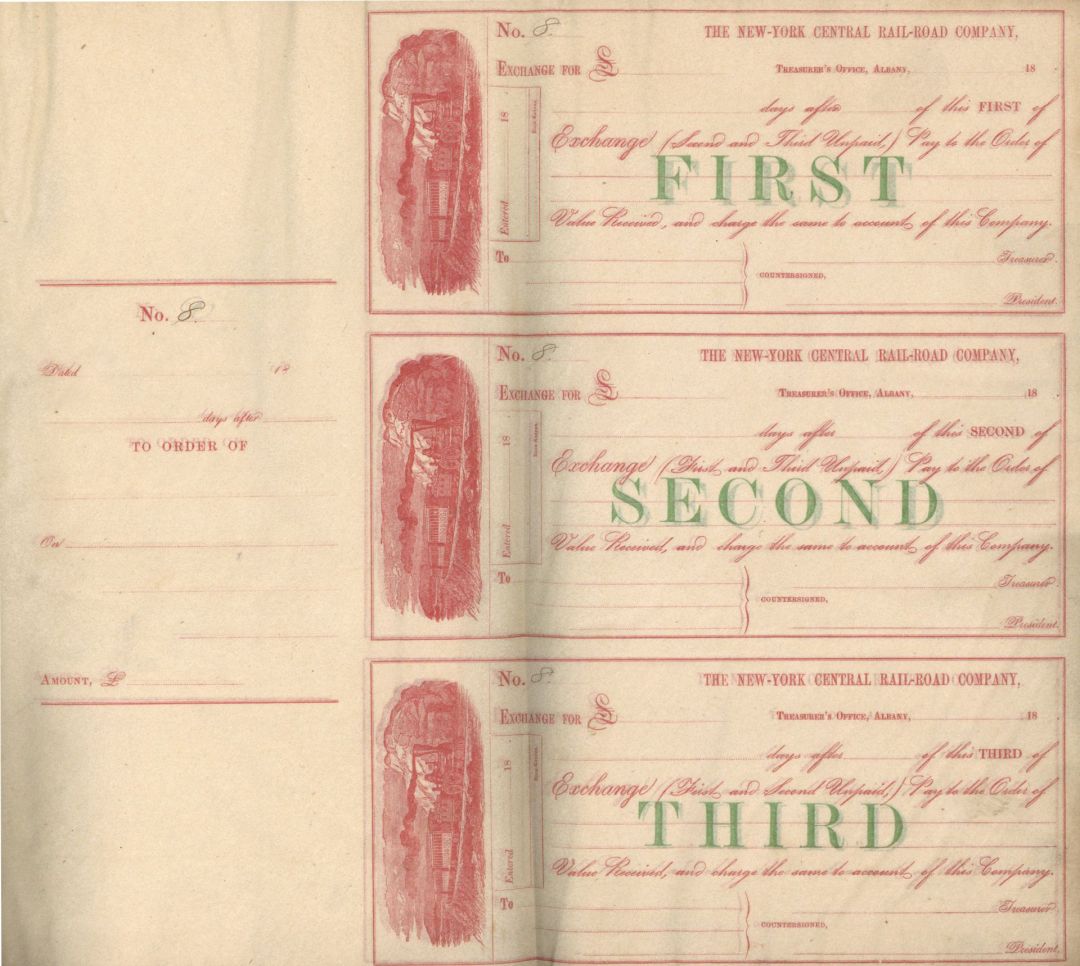 No. 8.
Dated 18
days after
TO ORDER OF
On
AMOUNT, £
No. 8.
THE NEW-YORK CENTRAL RAIL-ROAD COMPANY,
EXCHANGE FOR £
TREASURER'S OFFICE, ALBANY, 18
days after of this FIRST of
Exchange (Second and Third Unpaid,) Pay to the Order of
FIRST
Value Received, and charge the same to account of this Company.
Entered 18
To
Treasurer.
COUNTERSIGNED,
President.
No. 8.
THE NEW-YORK CENTRAL RAIL-ROAD COMPANY,
EXCHANGE FOR £
TREASURER'S OFFICE, ALBANY, 18
days after of this SECOND of
Exchange (First and Third Unpaid,) Pay to the Order of
SECOND
Value Received, and charge the same to account of this Company.
Entered 18
To
Treasurer.
COUNTERSIGNED,
President.
No. 8.
THE NEW-YORK CENTRAL RAIL-ROAD COMPANY,
EXCHANGE FOR £
TREASURER'S OFFICE, ALBANY, 18
days after of this THIRD of
Exchange (First and Second Unpaid,) Pay to the Order of
THIRD
Value Received, and charge the same to account of this Company.
Entered 18
To
Treasurer.
COUNTERSIGNED,
President.